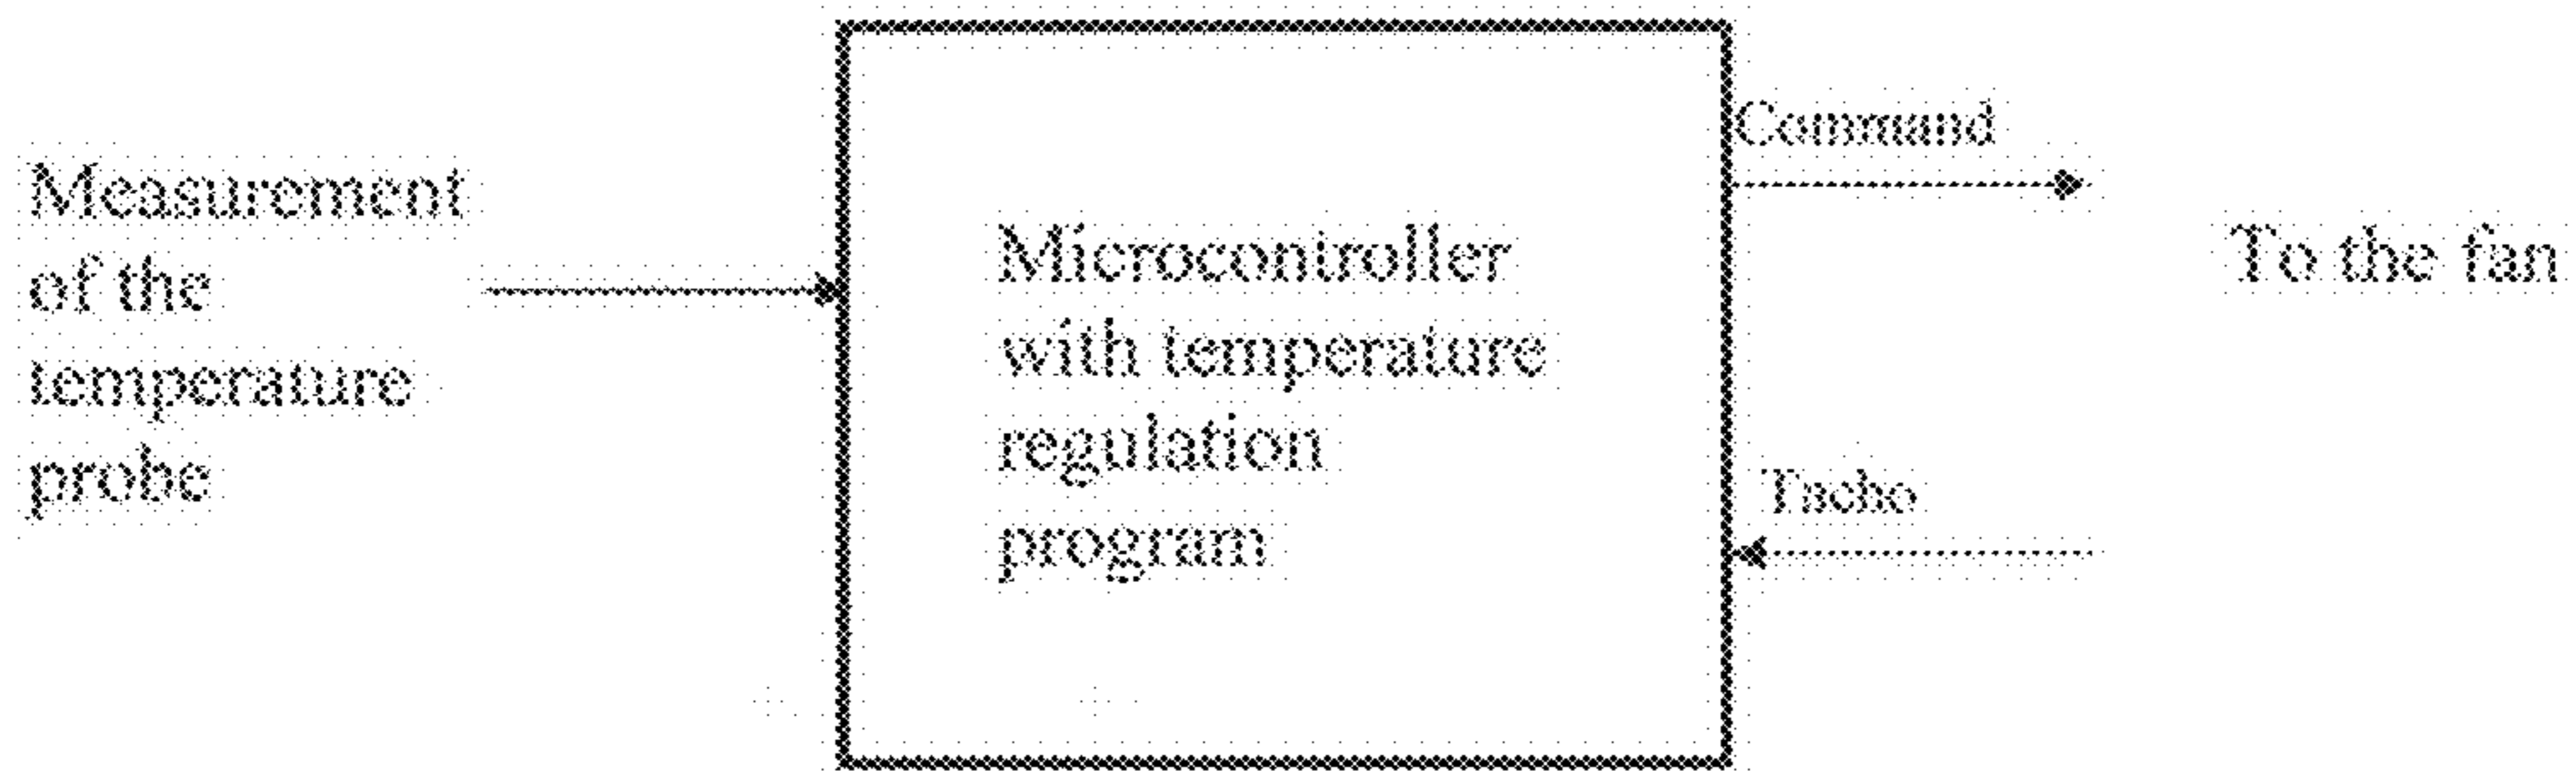 Measurement
of the
temperature
probe
Microcontroller
with temperature
regulation
program
Command
To the fan
Tacho